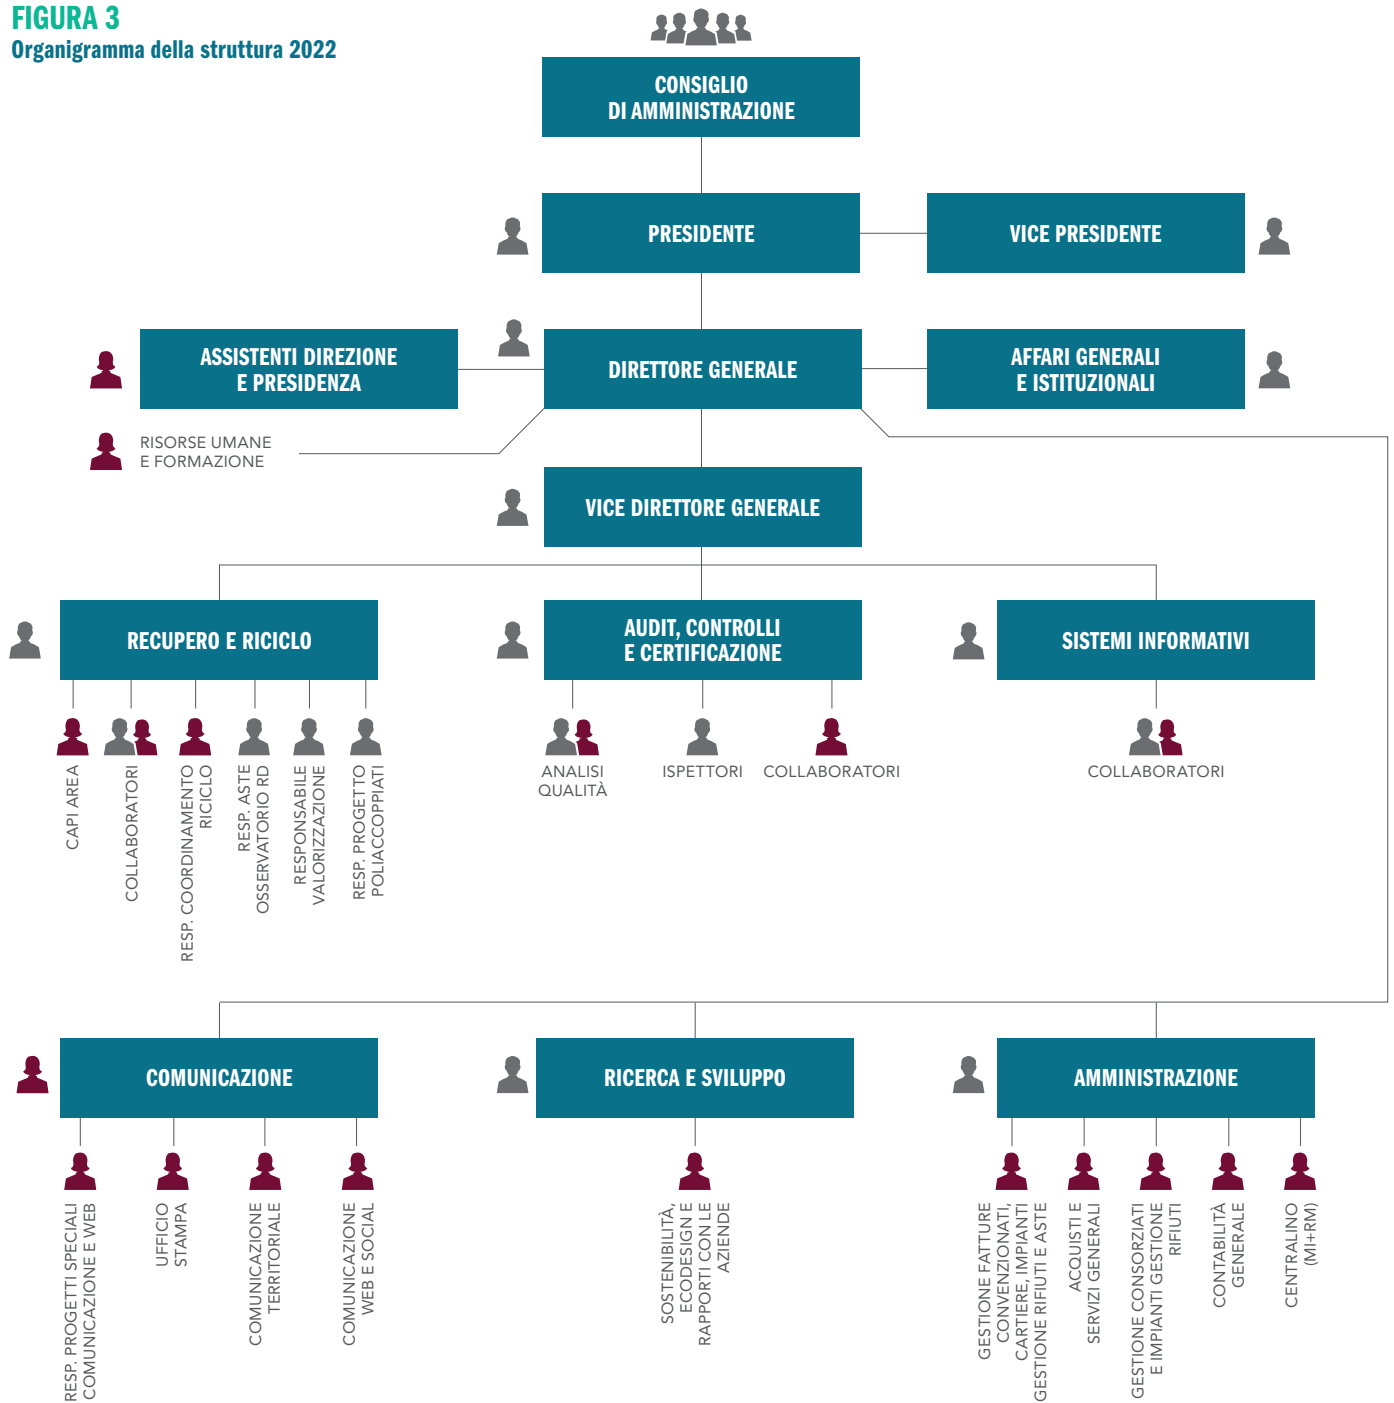 FIGURA 3
Organigramma della struttura 2022
CONSIGLIO
DI AMMINISTRAZIONE
PRESIDENTE
VICE PRESIDENTE
ASSISTENTI DIREZIONE
E PRESIDENZA
DIRETTORE GENERALE
AFFARI GENERALI
E ISTITUZIONALI
RISORSE UMANE
E FORMAZIONE
VICE DIRETTORE GENERALE
RECUPERO E RICICLO
AUDIT, CONTROLLI
E CERTIFICAZIONE
SISTEMI INFORMATIVI
CAPI AREA
COLLABORATORI
RESP. COORDINAMENTO
RICICLO
RESP. ASTE
OSSERVATORIO RD
RESPONSABILE
VALORIZZAZIONE
RESP. PROGETTO
POLIACCOPPIATI
ANALISI
QUALITÀ
ISPETTORI
COLLABORATORI
COLLABORATORI
COMUNICAZIONE
RICERCA E SVILUPPO
AMMINISTRAZIONE
RESP. PROGETTI SPECIALI
COMUNICAZIONE E WEB
UFFICIO
STAMPA
COMUNICAZIONE
TERRITORIALE
COMUNICAZIONE
WEB E SOCIAL
SOSTENIBILITÀ,
ECODESIGN E
RAPPORTI CON LE
AZIENDE
GESTIONE FATTURE
CONVENZIONATI,
CARTIERE, IMPIANTI
GESTIONE RIFIUTI E ASTE
ACQUISTI E
SERVIZI GENERALI
GESTIONE CONSORZIATI
E IMPIANTI GESTIONE
RIFIUTI
CONTABILITÀ
GENERALE
CENTRALINO
(MI+RM)